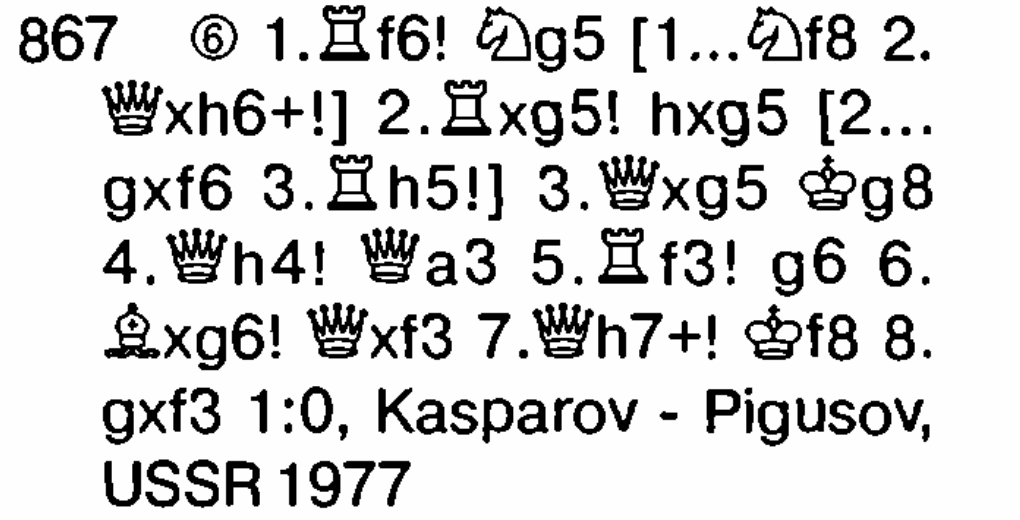 867 ⑥ 1.♖f6! ♘g5 [1...♘f8 2.
♕xh6+!] 2.♖xg5! hxg5 [2...
gxf6 3.♖h5!] 3.♕xg5 ♔g8
4.♕h4! ♕a3 5.♖f3! g6 6.
♗xg6! ♕xf3 7.♕h7+! ♔f8 8.
gxf3 1:0, Kasparov - Pigusov,
USSR 1977